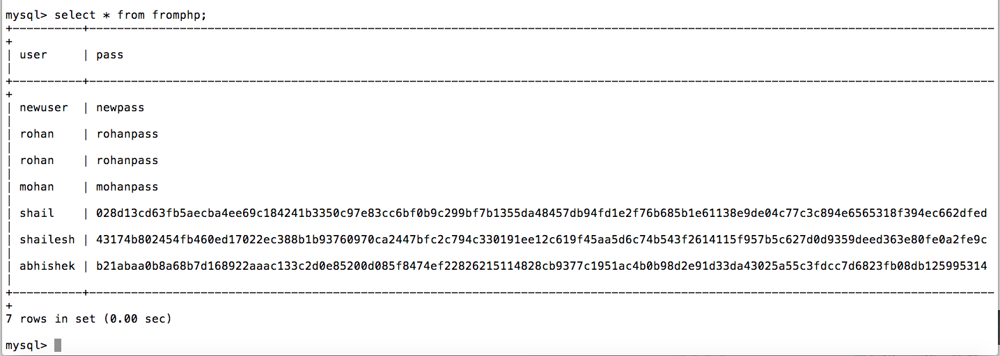 mysql> select * from fromphp;
+----------+----------------------------------------------------------------------------------------------------------------------------------
+
| user     | pass
|
+----------+----------------------------------------------------------------------------------------------------------------------------------
+
| newuser  | newpass
|
| rohan    | rohanpass
|
| rohan    | rohanpass
|
| mohan    | mohanpass
|
| shail    | 028d13cd63fb5aecba4ee69c184241b3350c97e83cc6bf0b9c299bf7b1355da48457db94fd1e2f76b685b1e61138e9de04c77c3c894e6565318f394ec662dfed
|
| shailesh | 43174b802454fb460ed17022ec388b1b93760970ca2447bfc2c794c330191ee12c619f45aa5d6c74b543f2614115f957b5c627d0d9359deed363e80fe0a2fe9c
|
| abhishek | b21abaa0b8a68b7d168922aaac133c2d0e85200d085f8474ef22826215114828cb9377c1951ac4b0b98d2e91d33da43025a55c3fdcc7d6823fb08db125995314
|
+----------+----------------------------------------------------------------------------------------------------------------------------------
+
7 rows in set (0.00 sec)
mysql>